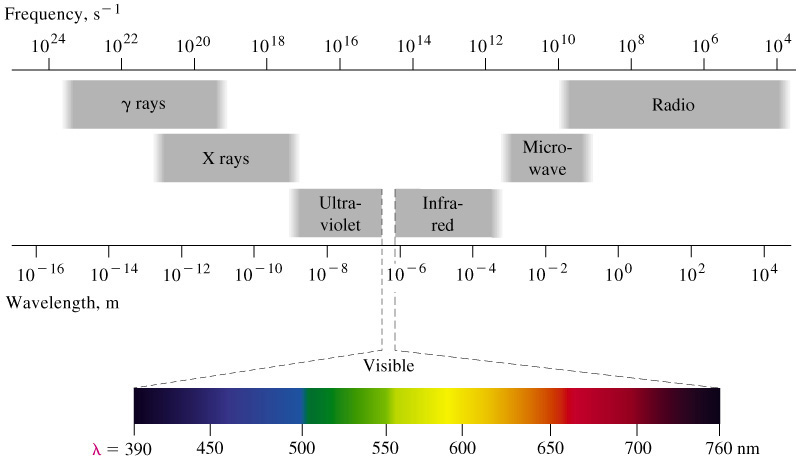 Frequency, s⁻¹
10²⁴ 10²² 10²⁰ 10¹⁸ 10¹⁶ 10¹⁴ 10¹² 10¹⁰ 10⁸ 10⁶ 10⁴
γ rays Radio
X rays Micro-
wave
Ultra- Infra-
violet red
10⁻¹⁶ 10⁻¹⁴ 10⁻¹² 10⁻¹⁰ 10⁻⁸ 10⁻⁶ 10⁻⁴ 10⁻² 10⁰ 10² 10⁴
Wavelength, m
Visible
λ = 390 450 500 550 600 650 700 760 nm